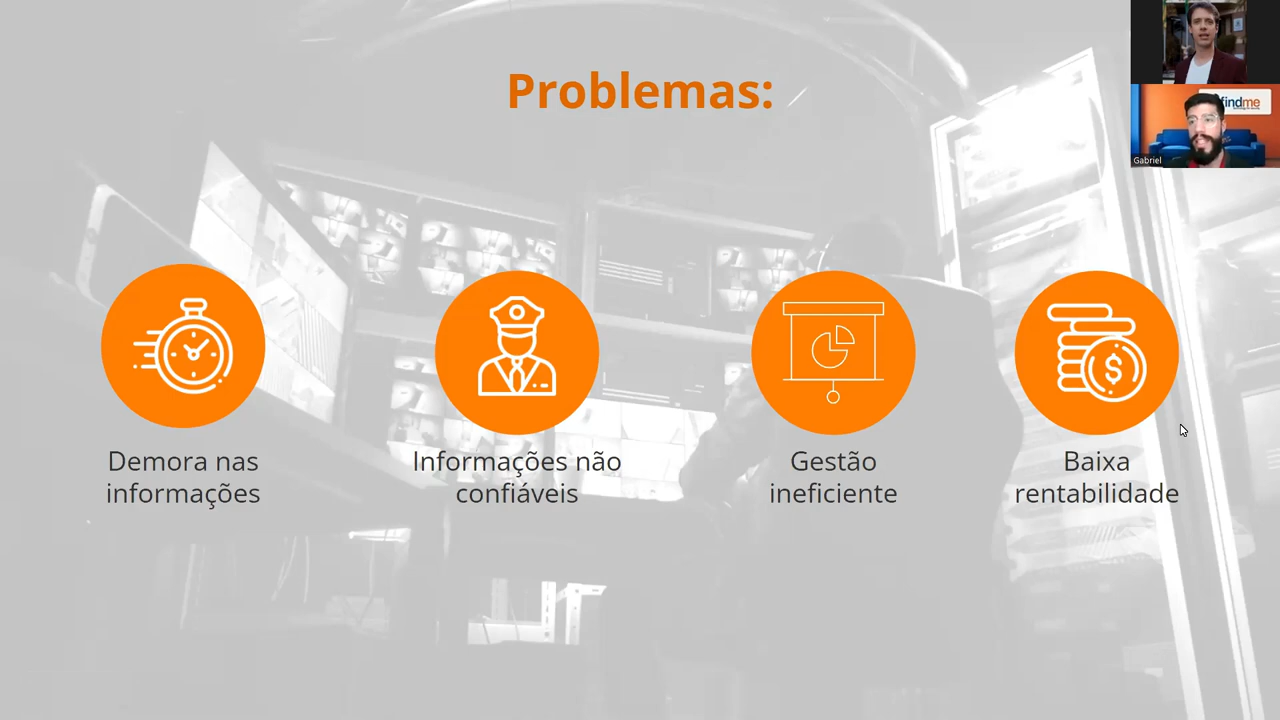 Problemas:
findme
Gabriel
Demora nas
informações
Informações não
confiáveis
Gestão
ineficiente
Baixa
rentabilidade